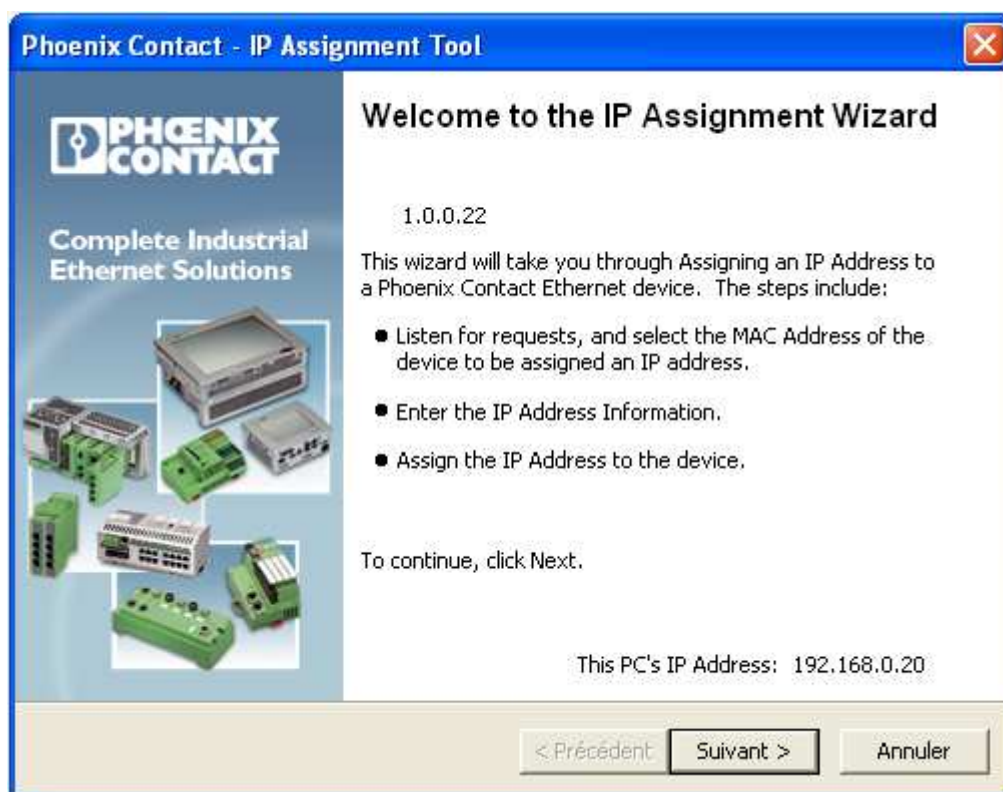 Phoenix Contact - IP Assignment Tool
PHŒNIX
CONTACT
Complete Industrial
Ethernet Solutions
Welcome to the IP Assignment Wizard
1.0.0.22
This wizard will take you through Assigning an IP Address to
a Phoenix Contact Ethernet device. The steps include:
● Listen for requests, and select the MAC Address of the
device to be assigned an IP address.
● Enter the IP Address Information.
● Assign the IP Address to the device.
To continue, click Next.
This PC's IP Address: 192.168.0.20
< Précédent
Suivant >
Annuler